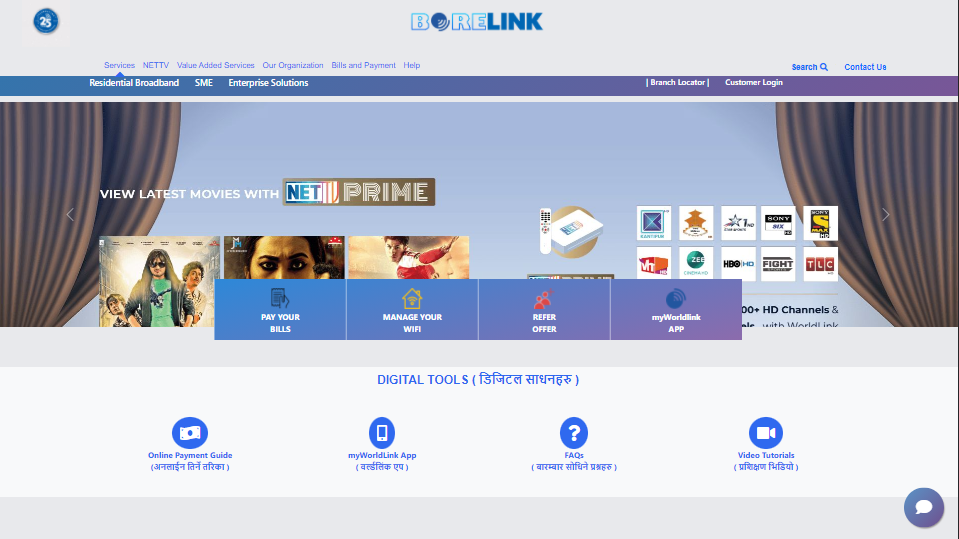 25
BORELINK
Services NETTV Value Added Services Our Organization Bills and Payment Help
Search Contact Us
Residential Broadband SME Enterprise Solutions | Branch Locator | Customer Login
VIEW LATEST MOVIES WITH NET PRIME
KANTIPUR
1 HD
SONY SIX HD
SONY MAX HD
ZEE CINEMA HD
HBO HD
FIGHT SPORTS
TLC
00+ HD Channels &
els with WorldLink
PAY YOUR
BILLS
MANAGE YOUR
WIFI
REFER
OFFER
myWorldlink
APP
DIGITAL TOOLS ( डिजिटल साधनहरु )
Online Payment Guide
(अनलाईन तिर्ने तरिका )
myWorldLink App
( वर्ल्डलिंक एप )
FAQs
( बारम्बार सोधिने प्रश्नहरु )
Video Tutorials
( प्रशिक्षण भिडियो )